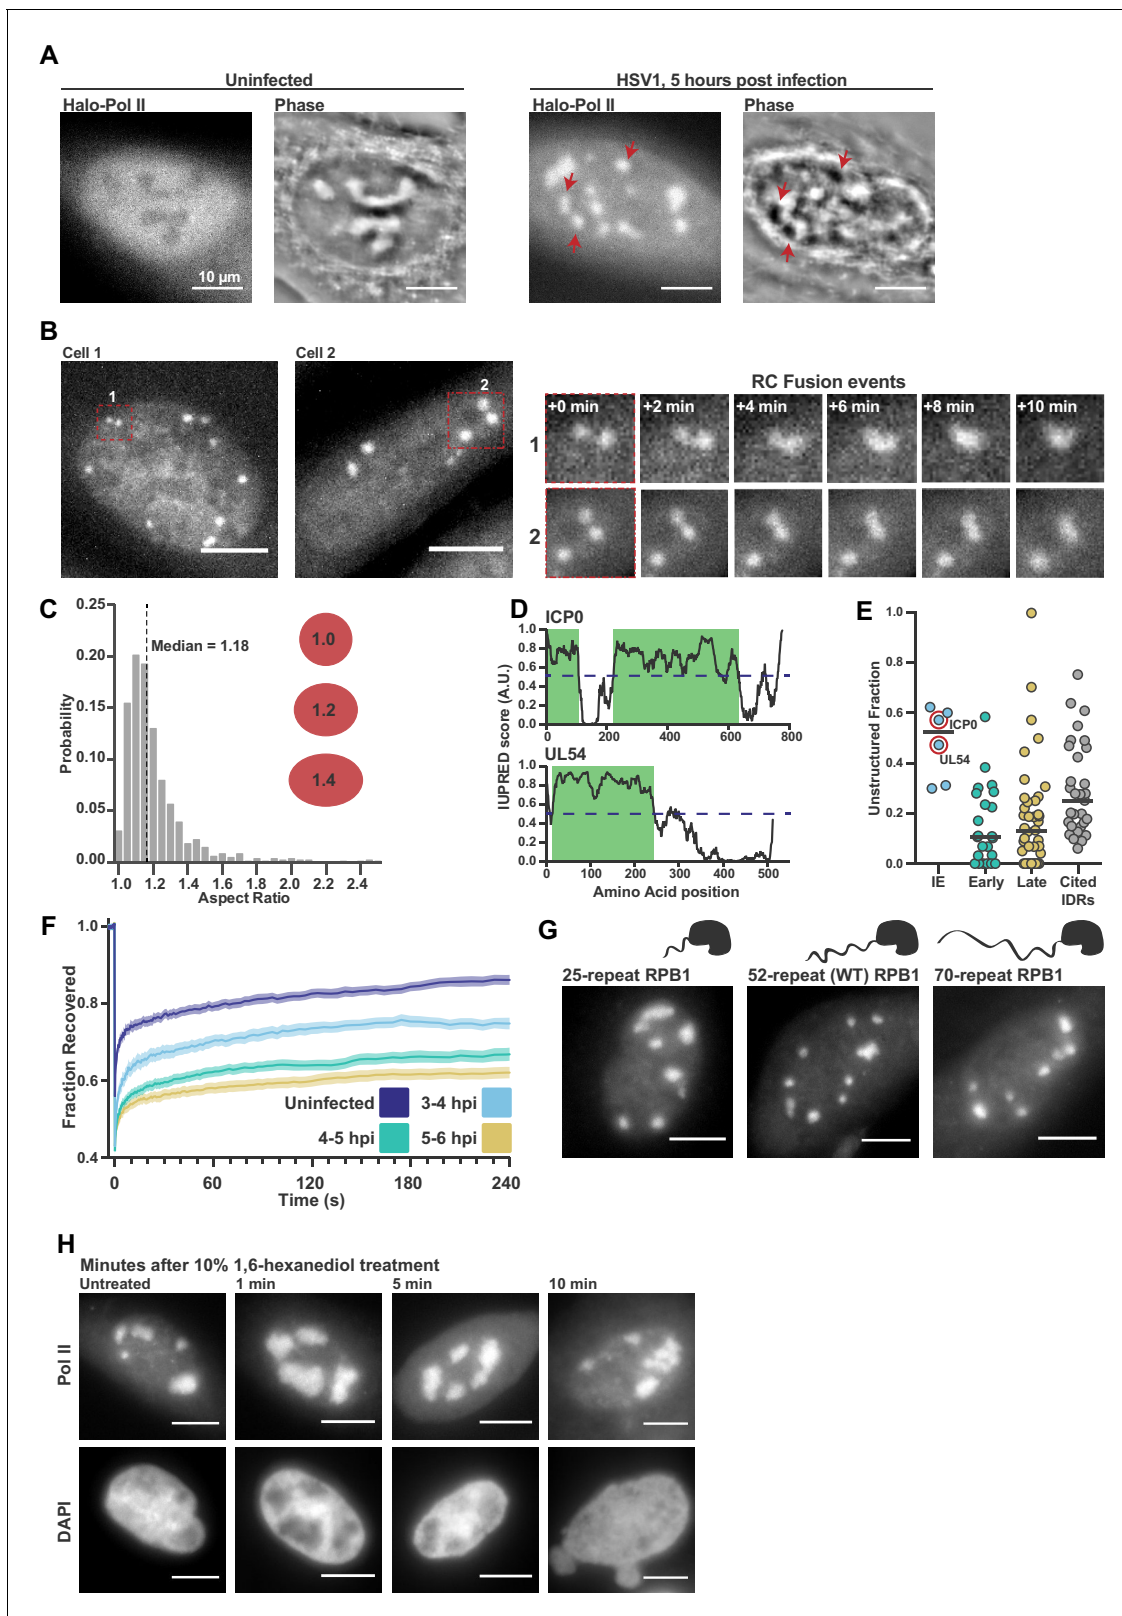 A
Uninfected
HSV1, 5 hours post infection
Halo-Pol II
Phase
Halo-Pol II
Phase
10 µm
B
Cell 1
Cell 2
1
2
RC Fusion events
+0 min
+2 min
+4 min
+6 min
+8 min
+10 min
1
2
C
0.25
0.20
0.15
0.10
0.05
0.00
Probability
Median = 1.18
1.0
1.2
1.4
1.0
1.2
1.4
1.6
1.8
2.0
2.2
2.4
Aspect Ratio
D
ICP0
1.0
0.8
0.6
0.4
0.2
0.0
0
200
400
600
800
IUPRED score (A.U.)
UL54
1.0
0.8
0.6
0.4
0.2
0.0
0
100
200
300
400
500
Amino Acid position
E
1.0
0.8
0.6
0.4
0.2
0.0
Unstructured Fraction
ICP0
UL54
IE
Early
Late
Cited
IDRs
F
1.0
0.8
0.6
0.4
Fraction Recovered
Uninfected
3-4 hpi
4-5 hpi
5-6 hpi
0
60
120
180
240
Time (s)
G
25-repeat RPB1
52-repeat (WT) RPB1
70-repeat RPB1
H
Minutes after 10% 1,6-hexanediol treatment
Untreated
1 min
5 min
10 min
Pol II
DAPI